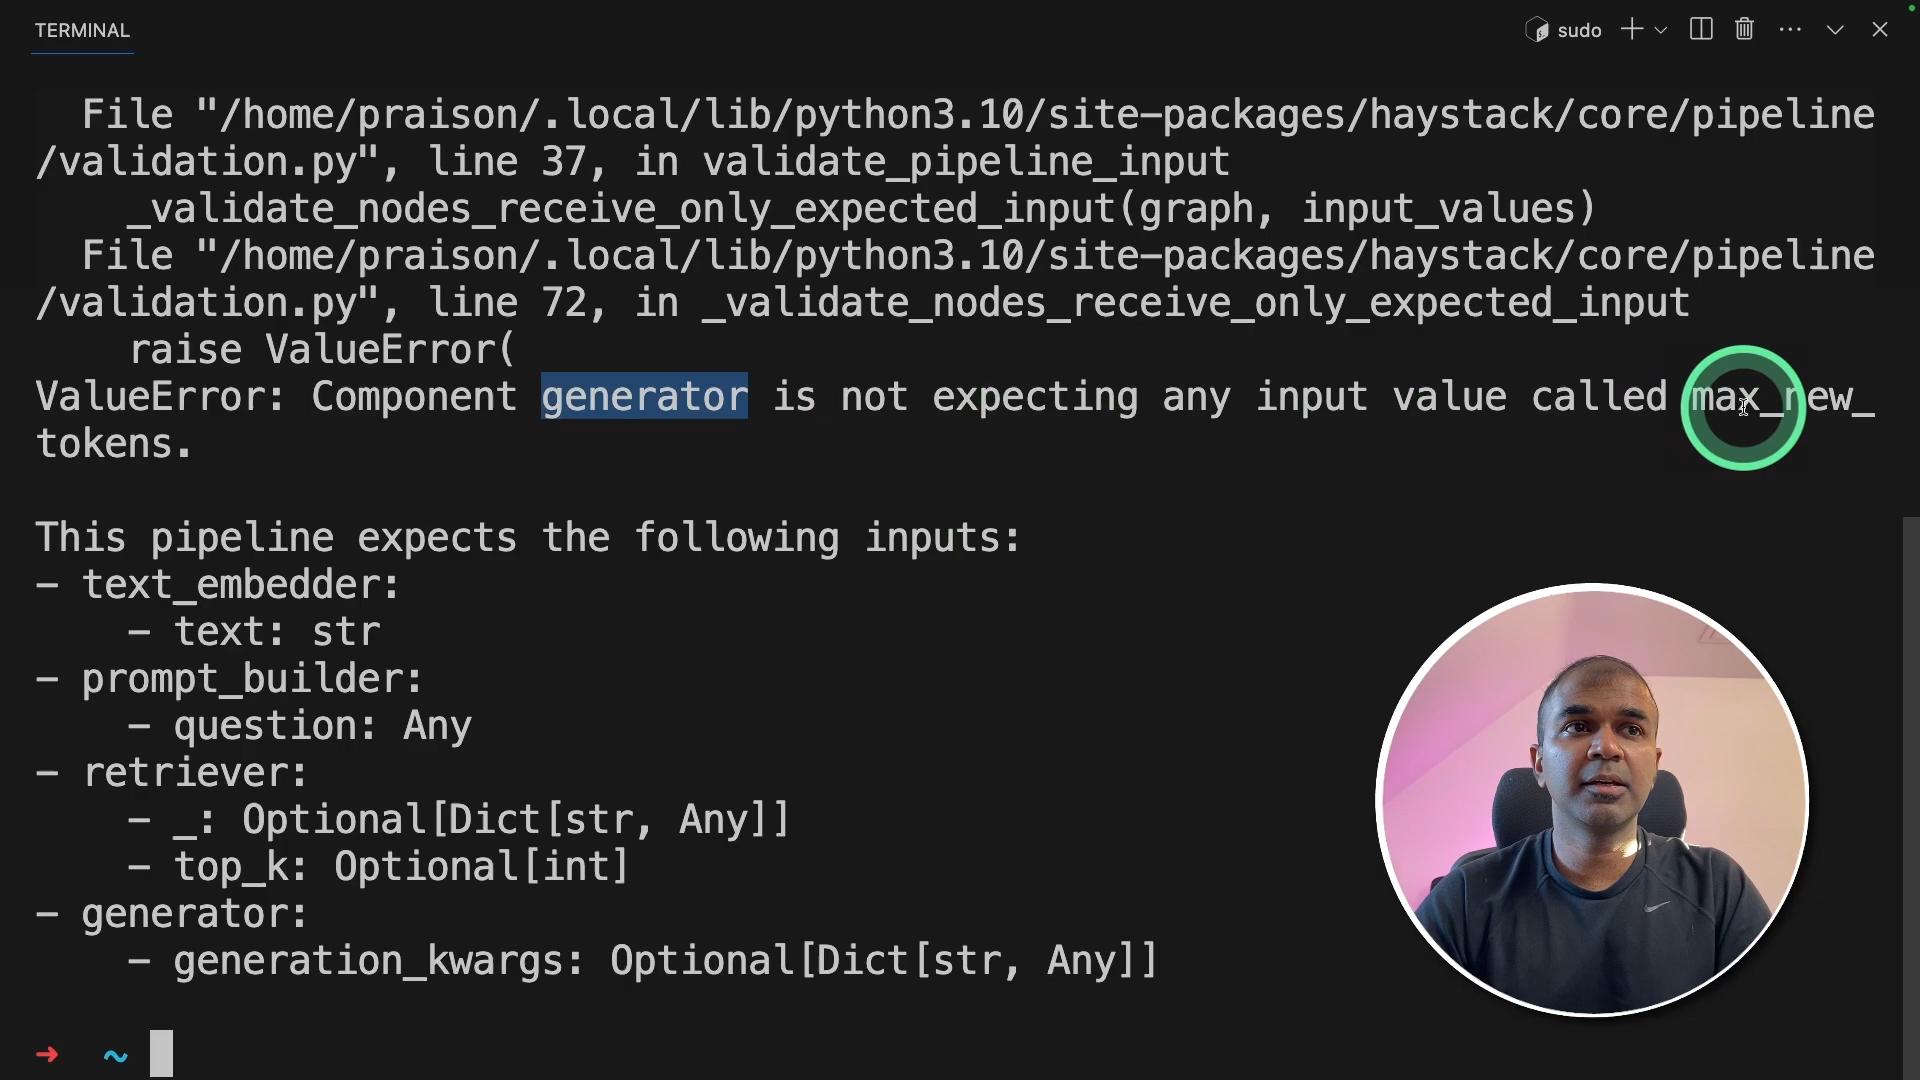 TERMINAL
sudo
File "/home/praison/.local/lib/python3.10/site-packages/haystack/core/pipeline
/validation.py", line 37, in validate_pipeline_input
_validate_nodes_receive_only_expected_input(graph, input_values)
File "/home/praison/.local/lib/python3.10/site-packages/haystack/core/pipeline
/validation.py", line 72, in _validate_nodes_receive_only_expected_input
raise ValueError(
ValueError: Component generator is not expecting any input value called max_new_
tokens.
This pipeline expects the following inputs:
- text_embedder:
- text: str
- prompt_builder:
- question: Any
- retriever:
- _: Optional[Dict[str, Any]]
- top_k: Optional[int]
- generator:
- generation_kwargs: Optional[Dict[str, Any]]
➜ ~